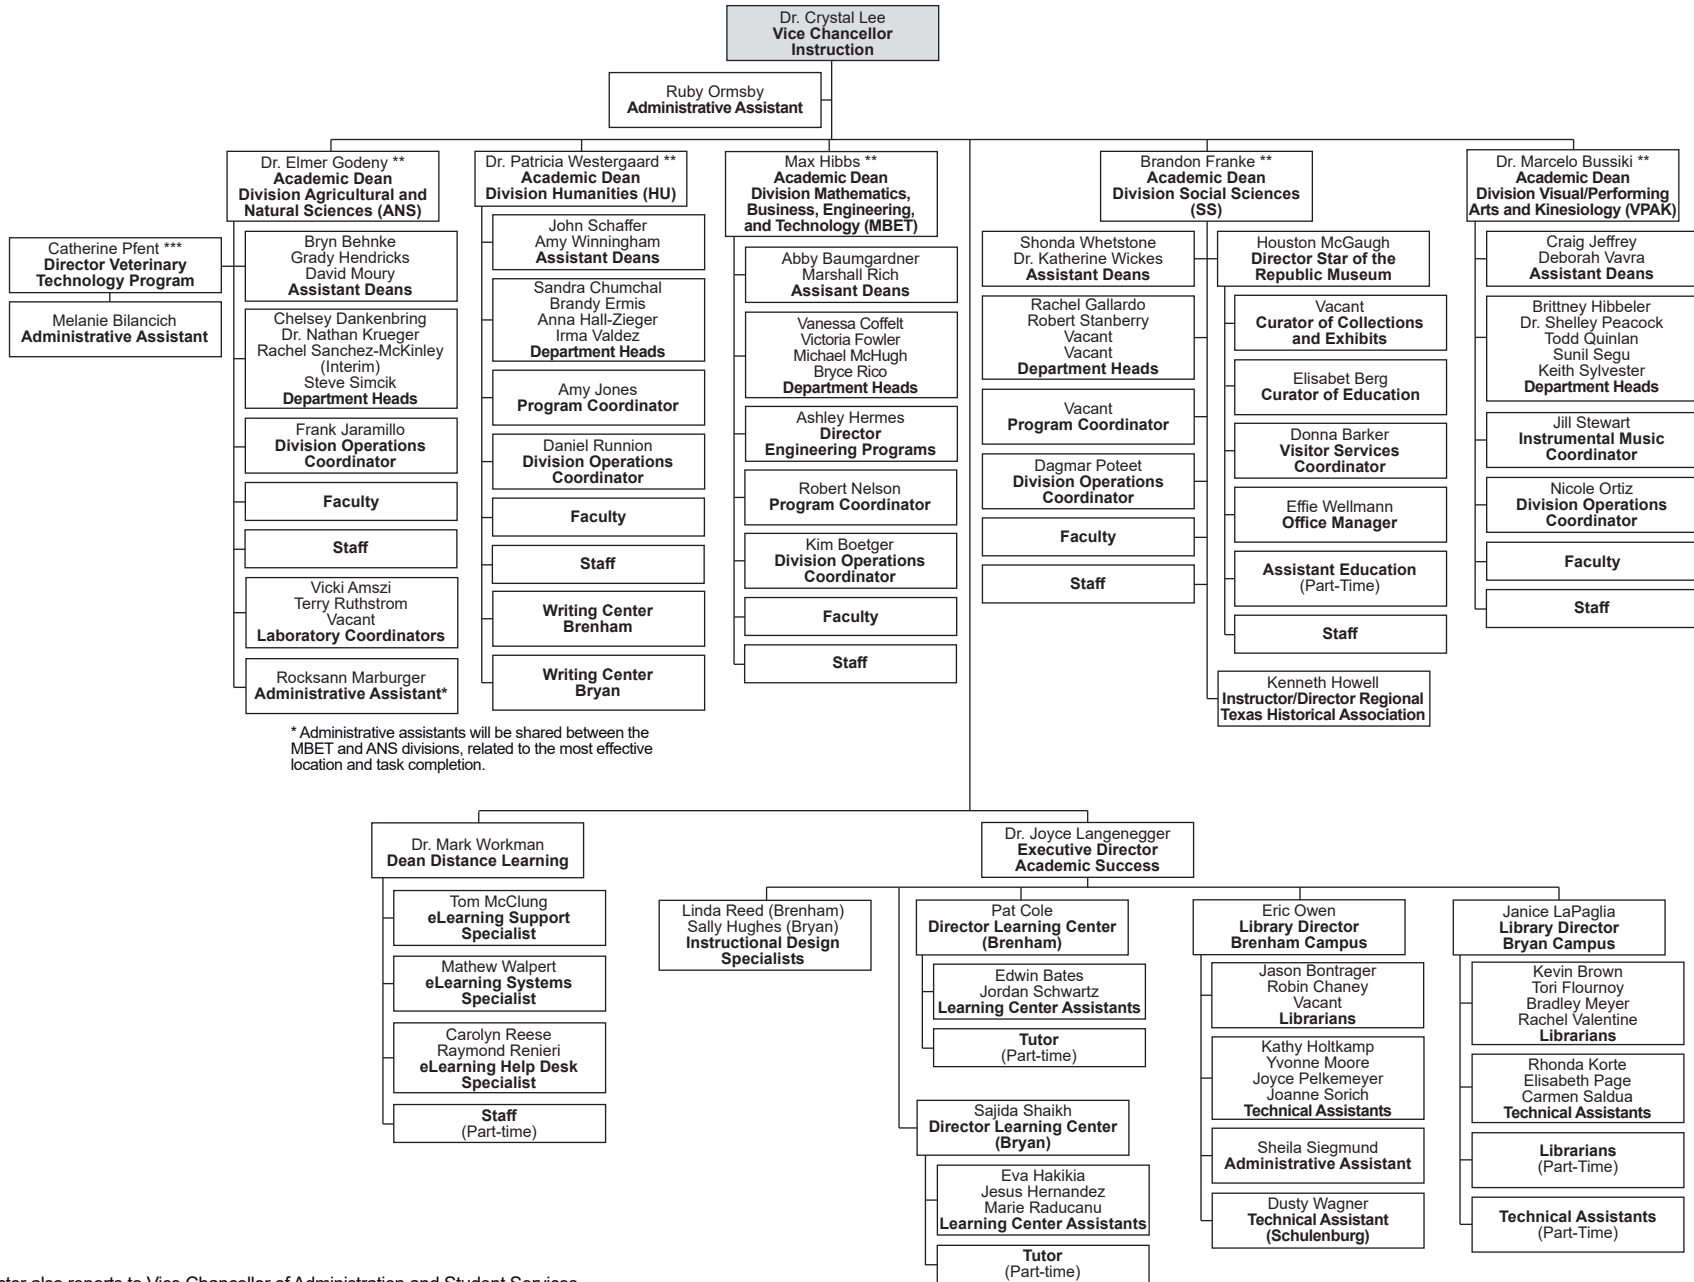 Dr. Crystal Lee
Vice Chancellor
Instruction
Ruby Ormsby
Administrative Assistant
Dr. Elmer Godeny **
Academic Dean
Division Agricultural and
Natural Sciences (ANS)
Catherine Pfent ***
Director Veterinary
Technology Program
Melanie Bilancich
Administrative Assistant
Bryn Behnke
Grady Hendricks
David Moury
Assistant Deans
Chelsey Dankenbring
Dr. Nathan Krueger
Rachel Sanchez-McKinley
(Interim)
Steve Simcik
Department Heads
Frank Jaramillo
Division Operations
Coordinator
Faculty
Staff
Vicki Amszi
Terry Ruthstrom
Vacant
Laboratory Coordinators
Rocksann Marburger
Administrative Assistant*
* Administrative assistants will be shared between the
MBET and ANS divisions, related to the most effective
location and task completion.
Dr. Patricia Westergaard **
Academic Dean
Division Humanities (HU)
John Schaffer
Amy Winningham
Assistant Deans
Sandra Chumchal
Brandy Ermis
Anna Hall-Zieger
Irma Valdez
Department Heads
Amy Jones
Program Coordinator
Daniel Runnion
Division Operations
Coordinator
Faculty
Staff
Writing Center
Brenham
Writing Center
Bryan
Max Hibbs **
Academic Dean
Division Mathematics,
Business, Engineering,
and Technology (MBET)
Abby Baumgardner
Marshall Rich
Assisant Deans
Vanessa Coffelt
Victoria Fowler
Michael McHugh
Bryce Rico
Department Heads
Ashley Hermes
Director
Engineering Programs
Robert Nelson
Program Coordinator
Kim Boetger
Division Operations
Coordinator
Faculty
Staff
Brandon Franke **
Academic Dean
Division Social Sciences
(SS)
Shonda Whetstone
Dr. Katherine Wickes
Assistant Deans
Rachel Gallardo
Robert Stanberry
Vacant
Vacant
Department Heads
Vacant
Program Coordinator
Dagmar Poteet
Division Operations
Coordinator
Faculty
Staff
Houston McGaugh
Director Star of the
Republic Museum
Vacant
Curator of Collections
and Exhibits
Elisabet Berg
Curator of Education
Donna Barker
Visitor Services
Coordinator
Effie Wellmann
Office Manager
Assistant Education
(Part-Time)
Staff
Kenneth Howell
Instructor/Director Regional
Texas Historical Association
Dr. Marcelo Bussiki **
Academic Dean
Division Visual/Performing
Arts and Kinesiology (VPAK)
Craig Jeffrey
Deborah Vavra
Assistant Deans
Brittney Hibbeler
Dr. Shelley Peacock
Todd Quinlan
Sunil Segu
Keith Sylvester
Department Heads
Jill Stewart
Instrumental Music
Coordinator
Nicole Ortiz
Division Operations
Coordinator
Faculty
Staff
Dr. Mark Workman
Dean Distance Learning
Tom McClung
eLearning Support
Specialist
Mathew Walpert
eLearning Systems
Specialist
Carolyn Reese
Raymond Renieri
eLearning Help Desk
Specialist
Staff
(Part-time)
Dr. Joyce Langenegger
Executive Director
Academic Success
Linda Reed (Brenham)
Sally Hughes (Bryan)
Instructional Design
Specialists
Pat Cole
Director Learning Center
(Brenham)
Edwin Bates
Jordan Schwartz
Learning Center Assistants
Tutor
(Part-time)
Sajida Shaikh
Director Learning Center
(Bryan)
Eva Hakikia
Jesus Hernandez
Marie Raducanu
Learning Center Assistants
Tutor
(Part-time)
Eric Owen
Library Director
Brenham Campus
Jason Bontrager
Robin Chaney
Vacant
Librarians
Kathy Holtkamp
Yvonne Moore
Joyce Pelkemeyer
Joanne Sorich
Technical Assistants
Sheila Siegmund
Administrative Assistant
Dusty Wagner
Technical Assistant
(Schulenburg)
Janice LaPaglia
Library Director
Bryan Campus
Kevin Brown
Tori Flournoy
Bradley Meyer
Rachel Valentine
Librarians
Rhonda Korte
Elisabeth Page
Carmen Saldua
Technical Assistants
Librarians
(Part-Time)
Technical Assistants
(Part-Time)
also reports to Vice Chancellor of Administration and Student Services